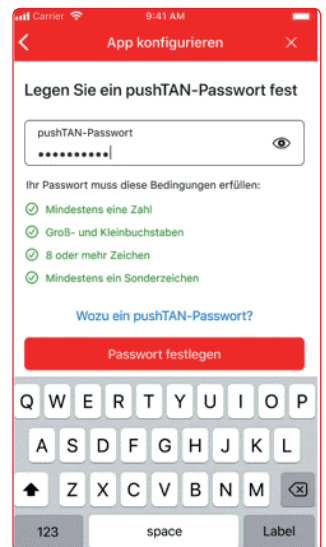 Carrier 9:41 AM
App konfigurieren
Legen Sie ein pushTAN-Passwort fest
pushTAN-Passwort
••••••••••
Ihr Passwort muss diese Bedingungen erfüllen:
Mindestens eine Zahl
Groß- und Kleinbuchstaben
8 oder mehr Zeichen
Mindestens ein Sonderzeichen
Wozu ein pushTAN-Passwort?
Passwort festlegen
Q W E R T Y U I O P
A S D F G H J K L
Z X C V B N M
123 space Label